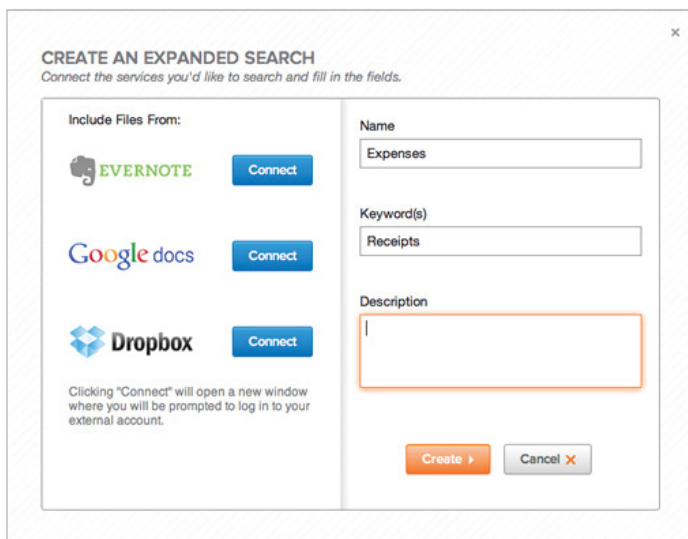 CREATE AN EXPANDED SEARCH
Connect the services you'd like to search and fill in the fields.
Include Files From:
EVERNOTE
Connect
Google docs
Connect
Dropbox
Connect
Clicking "Connect" will open a new window
where you will be prompted to log in to your
external account.
Name
Expenses
Keyword(s)
Receipts
Description
Create
Cancel